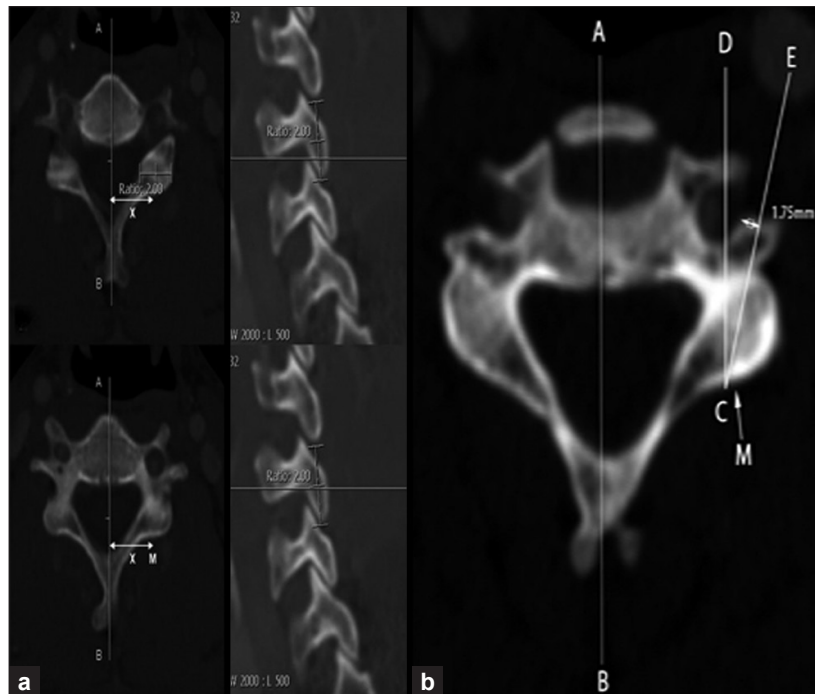 A
32
Ratio: 2.00
Ratio: 2.00
X
B
W 2000 : L 500
A
32
Ratio: 2.00
X M
B
W 2000 : L 500
a
A
D
E
1.75mm
C
M
B
b